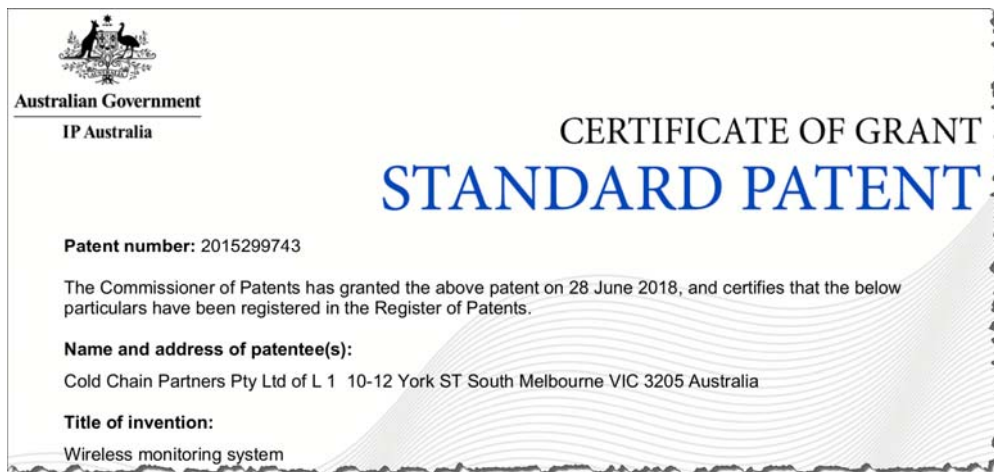 Australian Government
IP Australia
CERTIFICATE OF GRANT
STANDARD PATENT
Patent number: 2015299743
The Commissioner of Patents has granted the above patent on 28 June 2018, and certifies that the below
particulars have been registered in the Register of Patents.
Name and address of patentee(s):
Cold Chain Partners Pty Ltd of L 1 10-12 York ST South Melbourne VIC 3205 Australia
Title of invention:
Wireless monitoring system